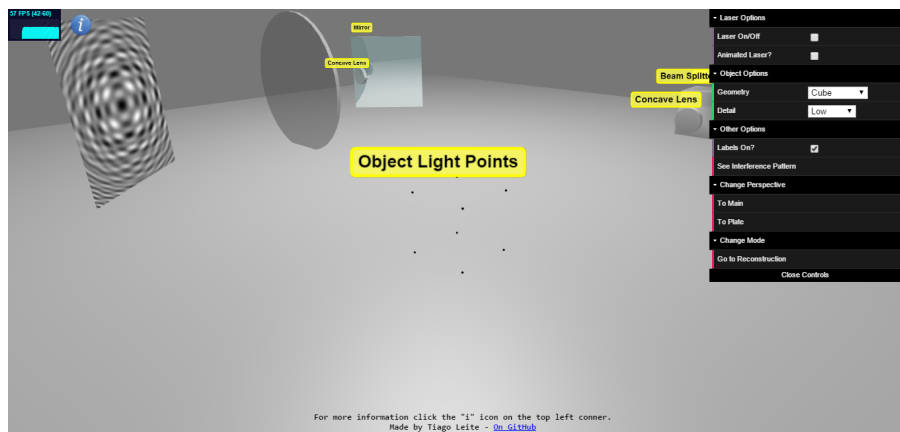 57 FPS (42-60)
i
Mirror
Concave Lens
Beam Splitte
Concave Lens
Object Light Points
Laser Options
Laser On/Off
Animated Laser?
Object Options
Geometry Cube
Detail Low
Other Options
Labels On?
See Interference Pattern
Change Perspective
To Main
To Plate
Change Mode
Go to Reconstruction
Close Controls
For more information click the "i" icon on the top left conner.
Made by Tiago Leite - On GitHub